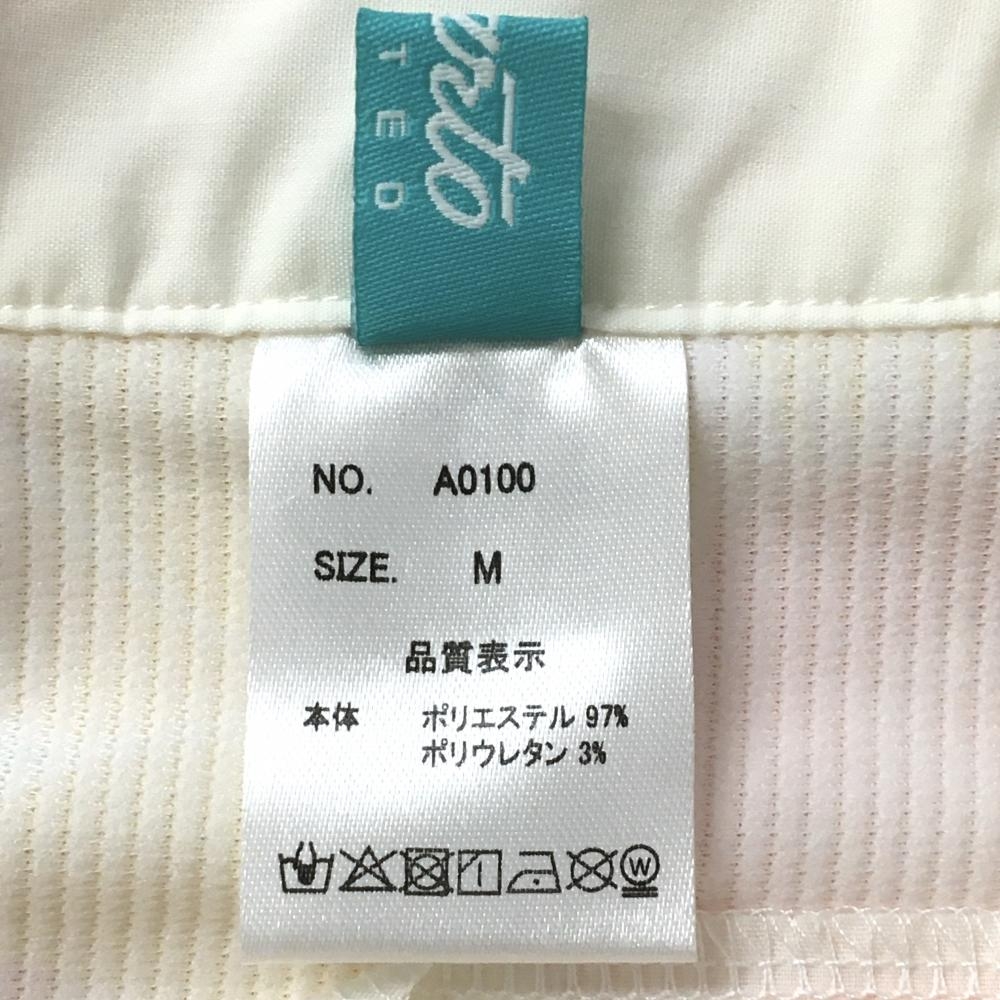 TED
NO. A0100
SIZE. M
品質表示
本体 ポリエステル 97%
ポリウレタン 3%
W